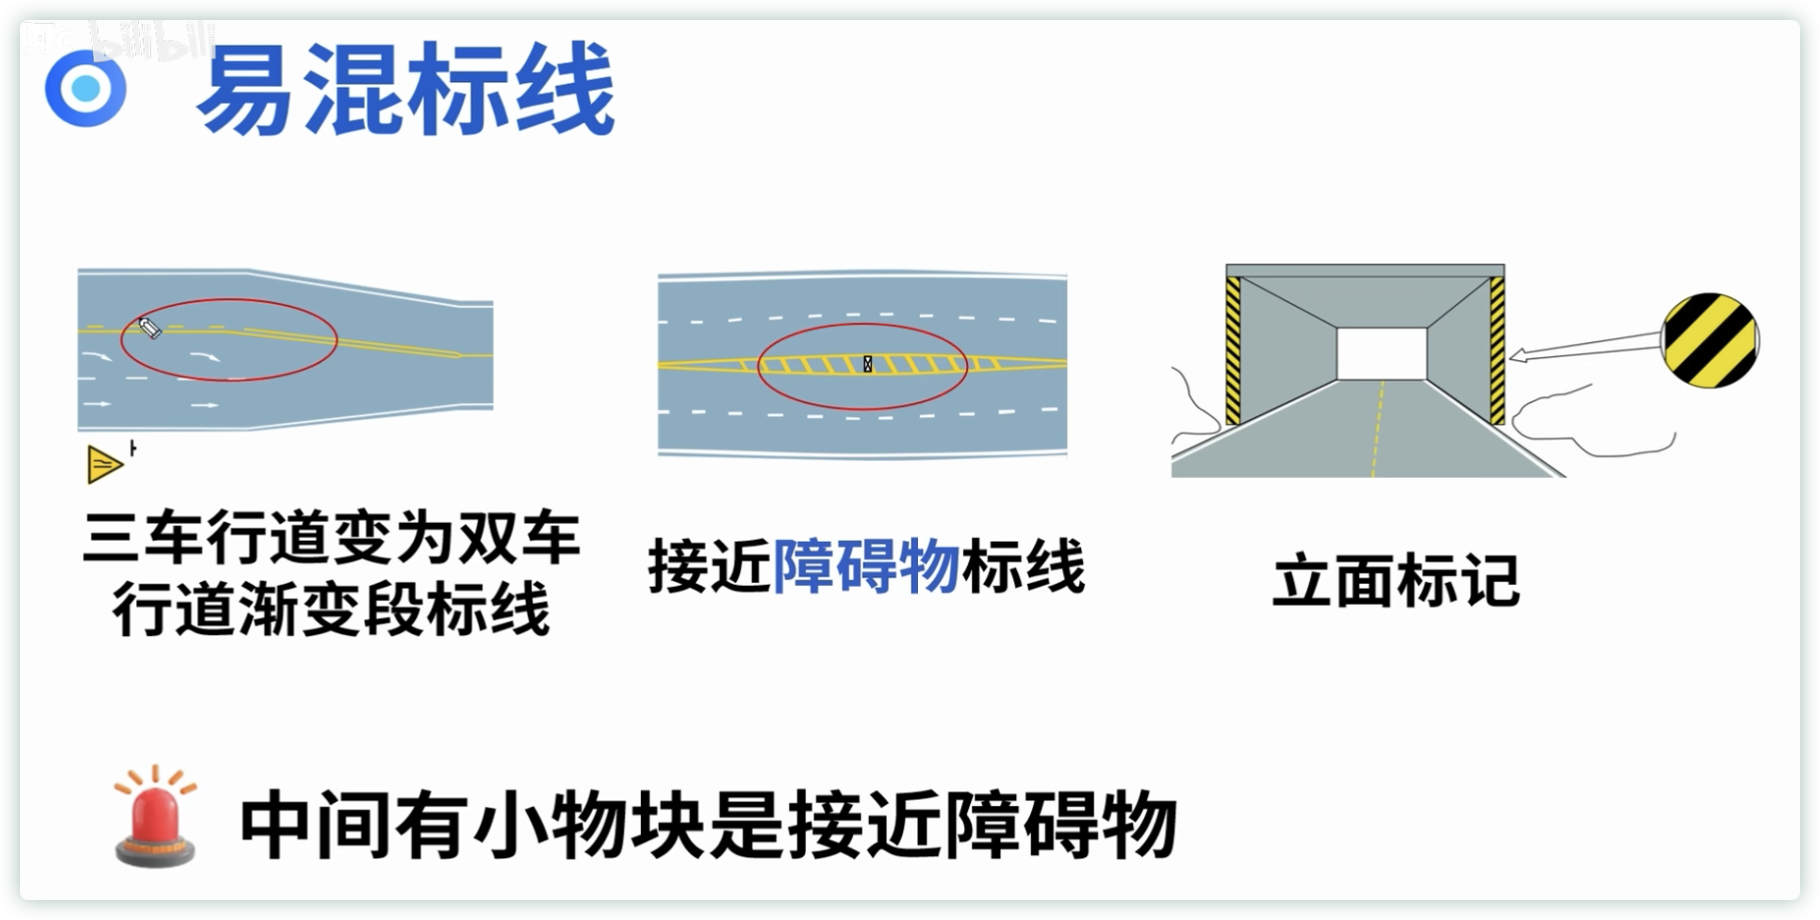 bilibili
易混标线
三车行道变为双车
行道渐变段标线
接近障碍物标线
立面标记
中间有小物块是接近障碍物